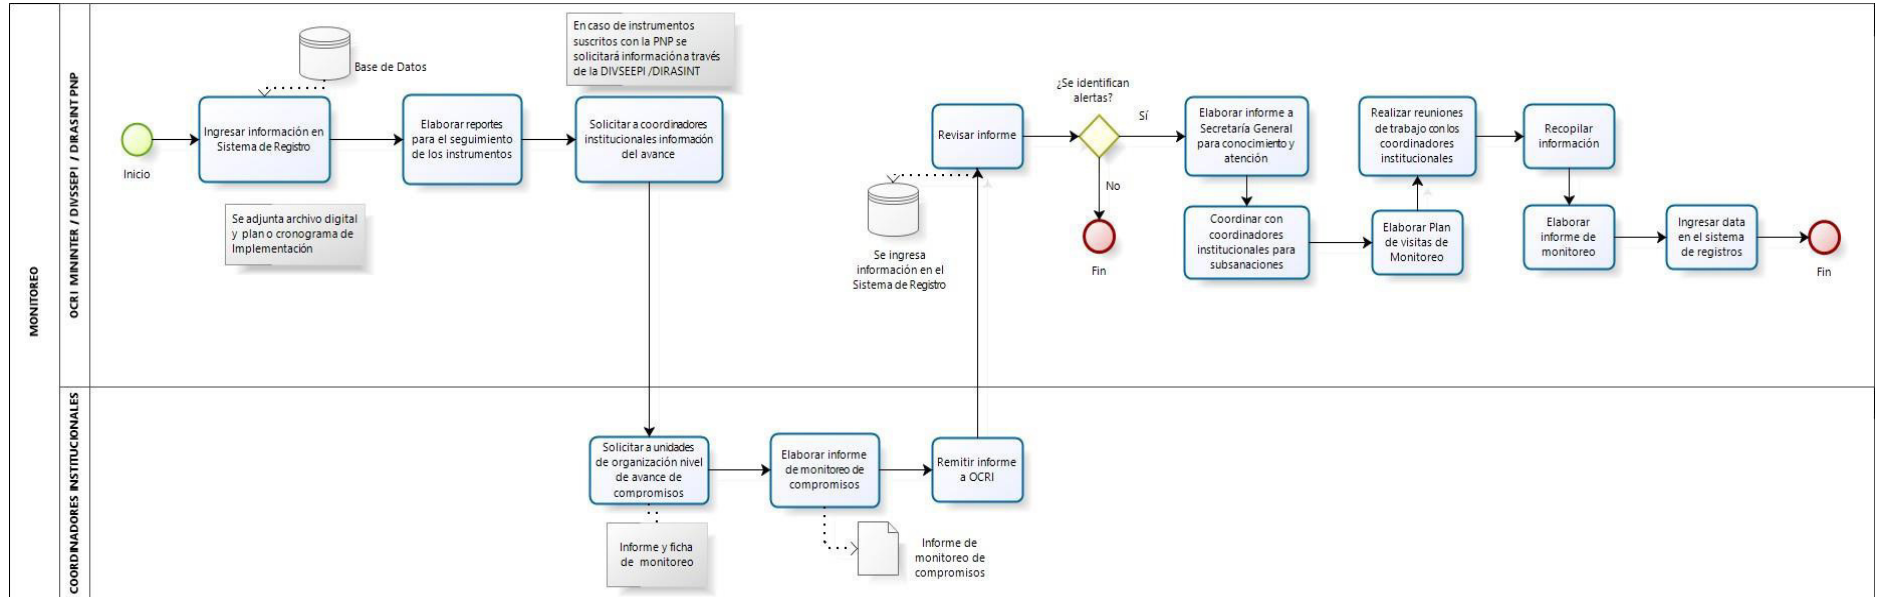 MONITOREO
OCRI MININTER / DIVSSEPI / DIRASINT PNP
Inicio
Ingresar información en
Sistema de Registro
Base de Datos
Se adjunta archivo digital
y plan o cronograma de
Implementación
Elaborar reportes
para el seguimiento
de los instrumentos
En caso de instrumentos
suscritos con la PNP se
solicitará información a través
de la DIVSEEPI /DIRASINT
Solicitar a coordinadores
institucionales información
del avance
Revisar informe
Se ingresa
información en el
Sistema de Registro
¿Se identifican
alertas?
Sí
No
Fin
Elaborar informe a
Secretaría General
para conocimiento y
atención
Coordinar con
coordinadores
institucionales para
subsanaciones
Elaborar Plan
de visitas de
Monitoreo
Realizar reuniones
de trabajo con los
coordinadores
institucionales
Recopilar
información
Elaborar
informe de
monitoreo
Ingresar data
en el sistema
de registros
Fin
COORDINADORES INSTITUCIONALES
Solicitar a unidades
de organización nivel
de avance de
compromisos
Informe y ficha
de monitoreo
Elaborar informe
de monitoreo de
compromisos
Informe de
monitoreo de
compromisos
Remitir informe
a OCRI